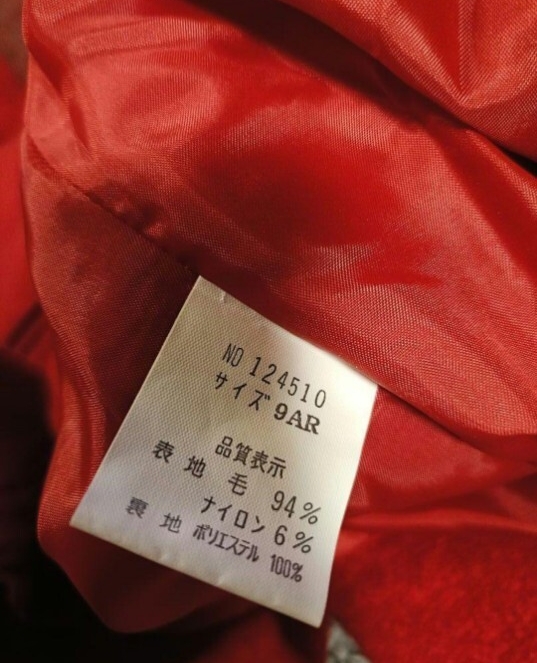 NO 124510
サイズ 9AR
品質表示
表 地 毛 94%
ナイロン 6%
裏 地 ポリエステル 100%